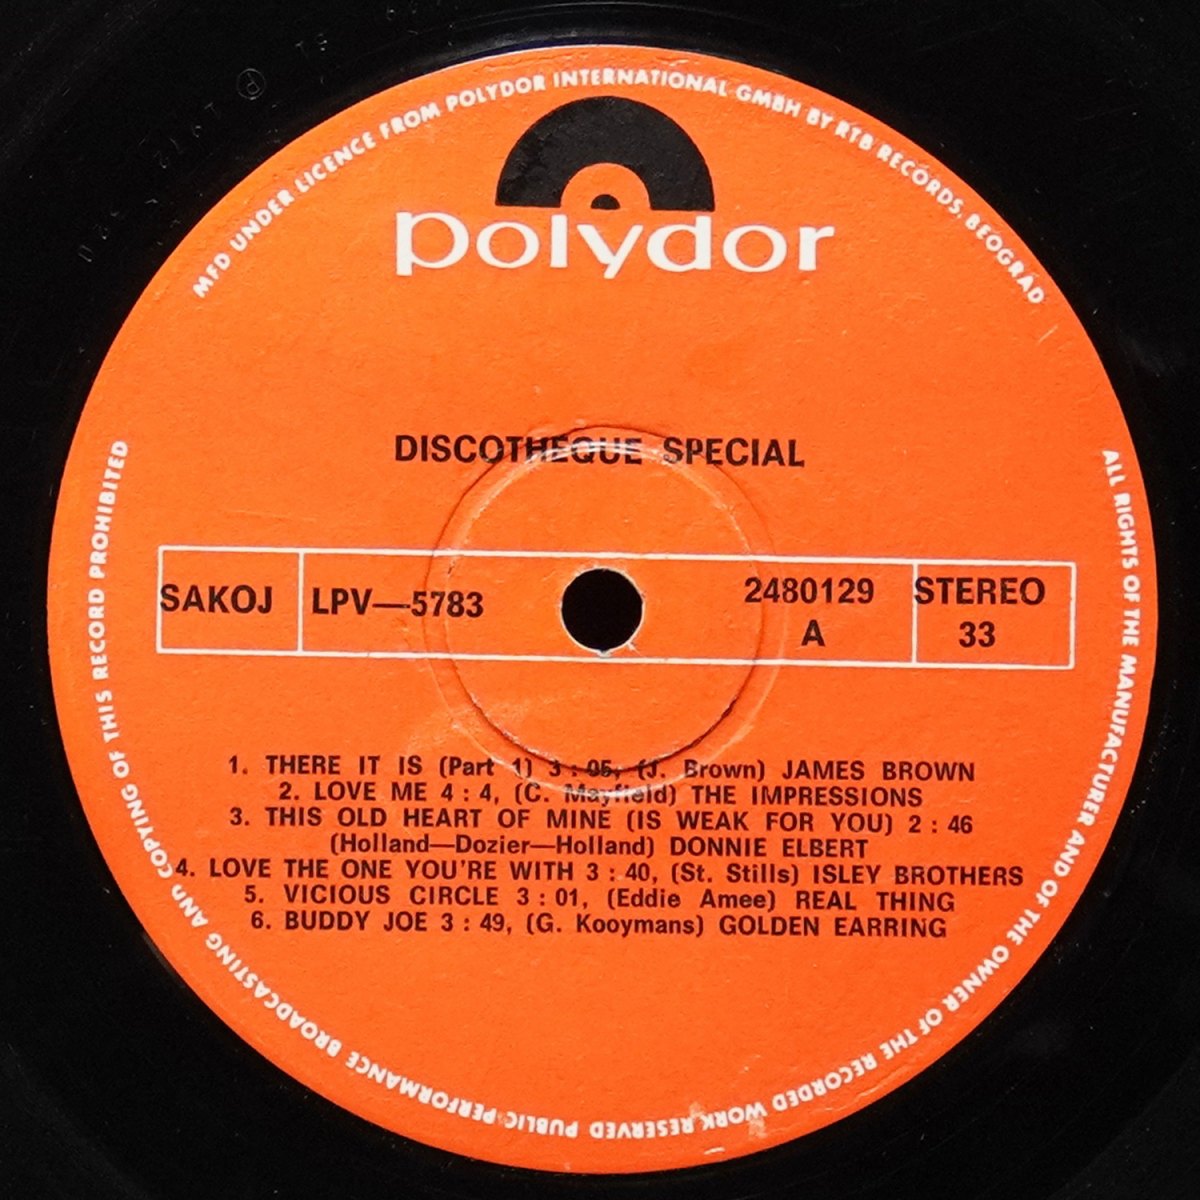 MFD UNDER LICENCE FROM POLYDOR INTERNATIONAL GMBH BY RTB RECORDS, BEOGRAD
polydor
DISCOTHEQUE SPECIAL
SAKOJ LPV—5783 2480129 STEREO
A 33
1. THERE IT IS (Part 1) 3 : 05, (J. Brown) JAMES BROWN
2. LOVE ME 4 : 4, (C. Mayfield) THE IMPRESSIONS
3. THIS OLD HEART OF MINE (IS WEAK FOR YOU) 2 : 46
(Holland—Dozier—Holland) DONNIE ELBERT
4. LOVE THE ONE YOU'RE WITH 3 : 40, (St. Stills) ISLEY BROTHERS
5. VICIOUS CIRCLE 3 : 01, (Eddie Amee) REAL THING
6. BUDDY JOE 3 : 49, (G. Kooymans) GOLDEN EARRING
ALL RIGHTS OF THE MANUFACTURER AND OF THE OWNER OF THE RECORDED WORK RESERVED PUBLIC PERFORMANCE BROADCASTING AND COPYING OF THIS RECORD PROHIBITED